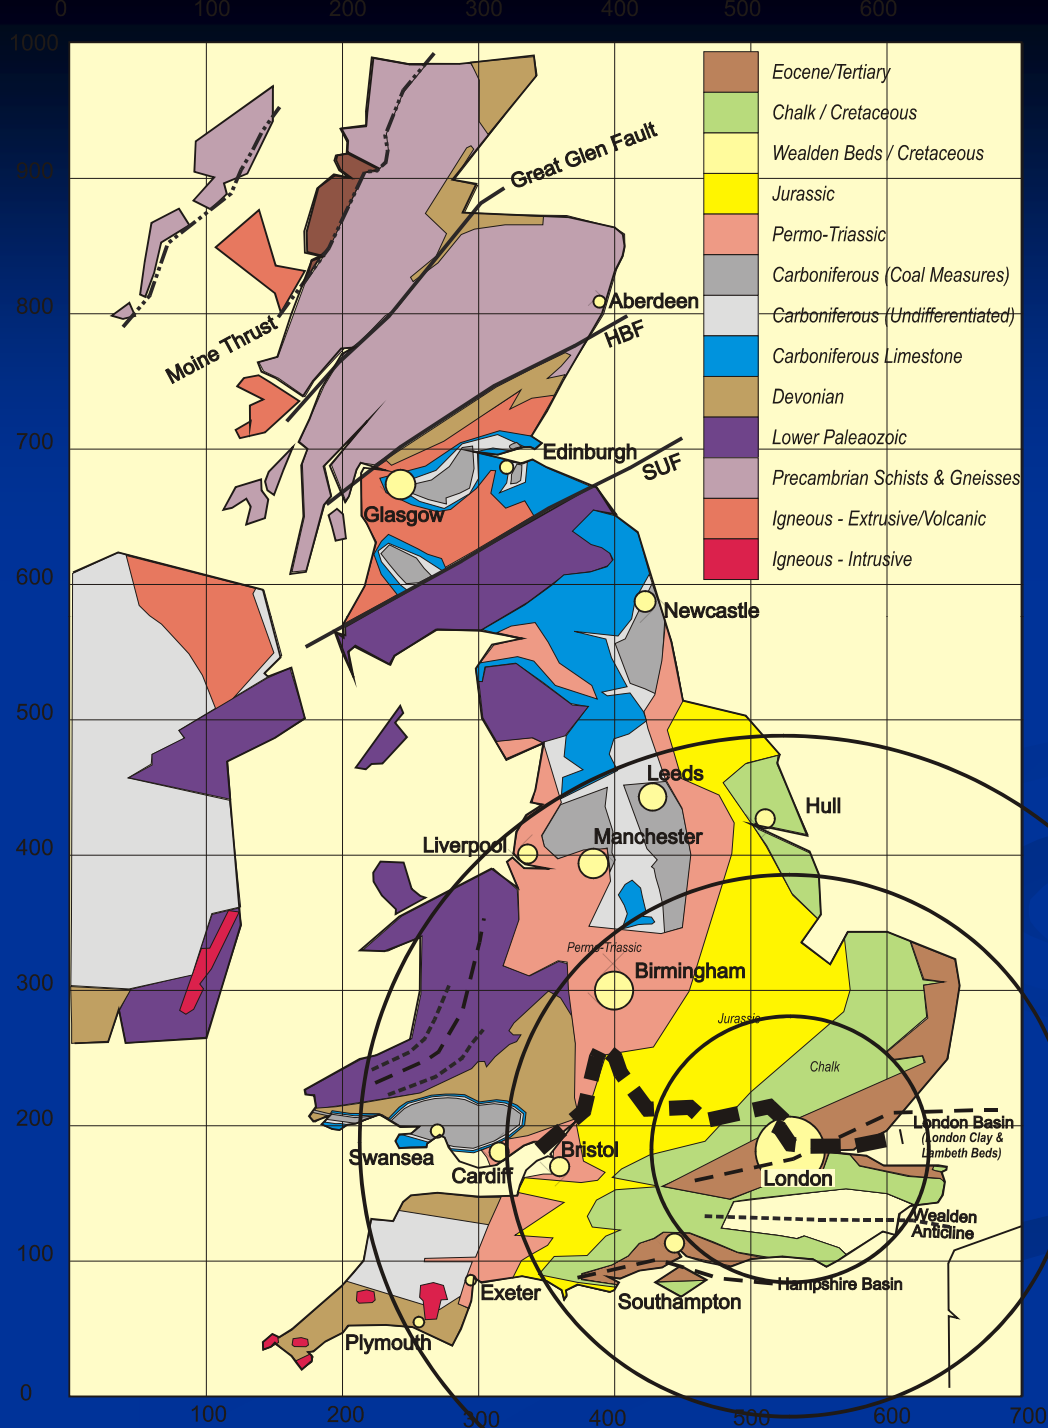 0 100 200 300 400 500 600
1000
Eocene/Tertiary
Chalk / Cretaceous
Wealden Beds / Cretaceous
Jurassic
Permo-Triassic
Carboniferous (Coal Measures)
Carboniferous (Undifferentiated)
Carboniferous Limestone
Devonian
Lower Palaeozoic
Precambrian Schists & Gneisses
Igneous - Extrusive/Volcanic
Igneous - Intrusive
Great Glen Fault
900
800
Aberdeen
HBF
Moine Thrust
700
Edinburgh
SUF
Glasgow
600
Newcastle
500
Leeds
Hull
Manchester
Liverpool
400
Permo-Triassic
Birmingham
300
Jurassic
Chalk
200
London Basin
(London Clay &
Lambeth Beds)
Bristol
Swansea
Cardiff
London
Wealden
Anticline
100
Hampshire Basin
Exeter
Southampton
Plymouth
0
100 200 300 400 500 600 700